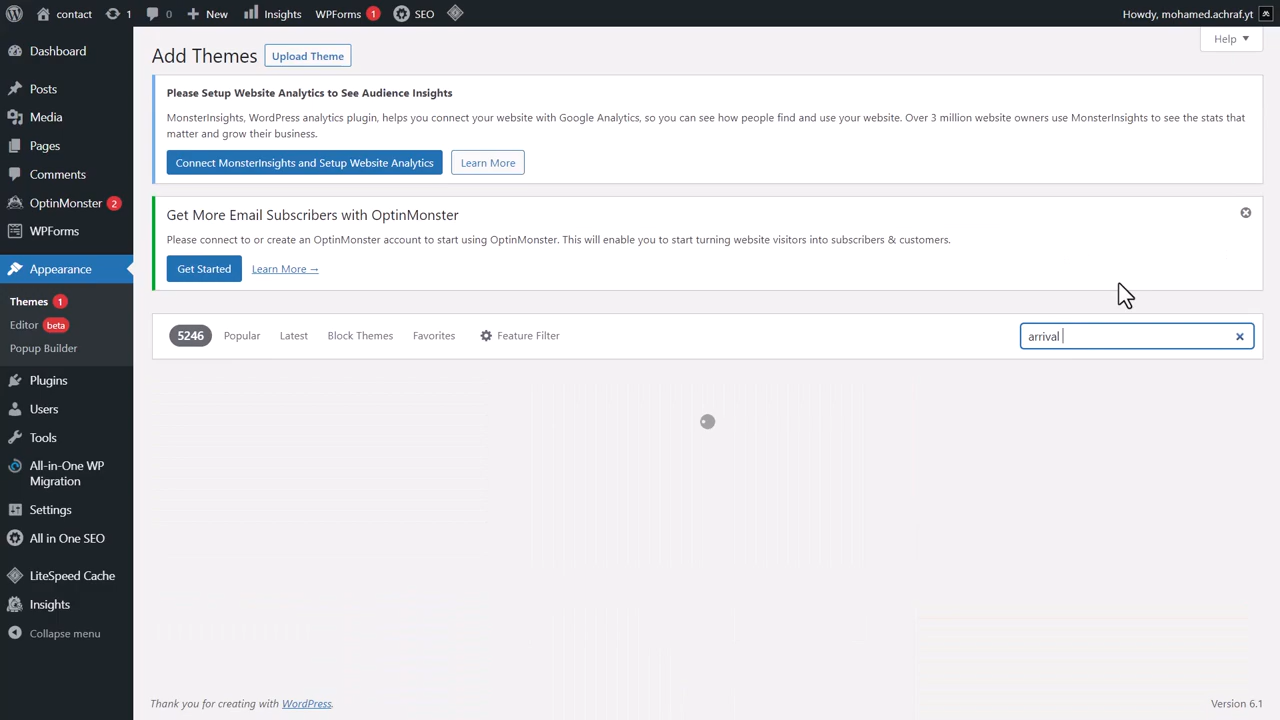 contact 1 0 New Insights WPForms 1 SEO Howdy, mohamed.achraf.yt
Help
Add Themes Upload Theme
Dashboard
Posts
Media
Pages
Comments
OptinMonster 2
WPForms
Appearance
Themes 1
Editor beta
Popup Builder
Plugins
Users
Tools
All-in-One WP
Migration
Settings
All in One SEO
LiteSpeed Cache
Insights
Collapse menu
Please Setup Website Analytics to See Audience Insights
MonsterInsights, WordPress analytics plugin, helps you connect your website with Google Analytics, so you can see how people find and use your website. Over 3 million website owners use MonsterInsights to see the stats that
matter and grow their business.
Connect MonsterInsights and Setup Website Analytics Learn More
Get More Email Subscribers with OptinMonster
Please connect to or create an OptinMonster account to start using OptinMonster. This will enable you to start turning website visitors into subscribers & customers.
Get Started Learn More →
5246 Popular Latest Block Themes Favorites Feature Filter arrival
Thank you for creating with WordPress. Version 6.1